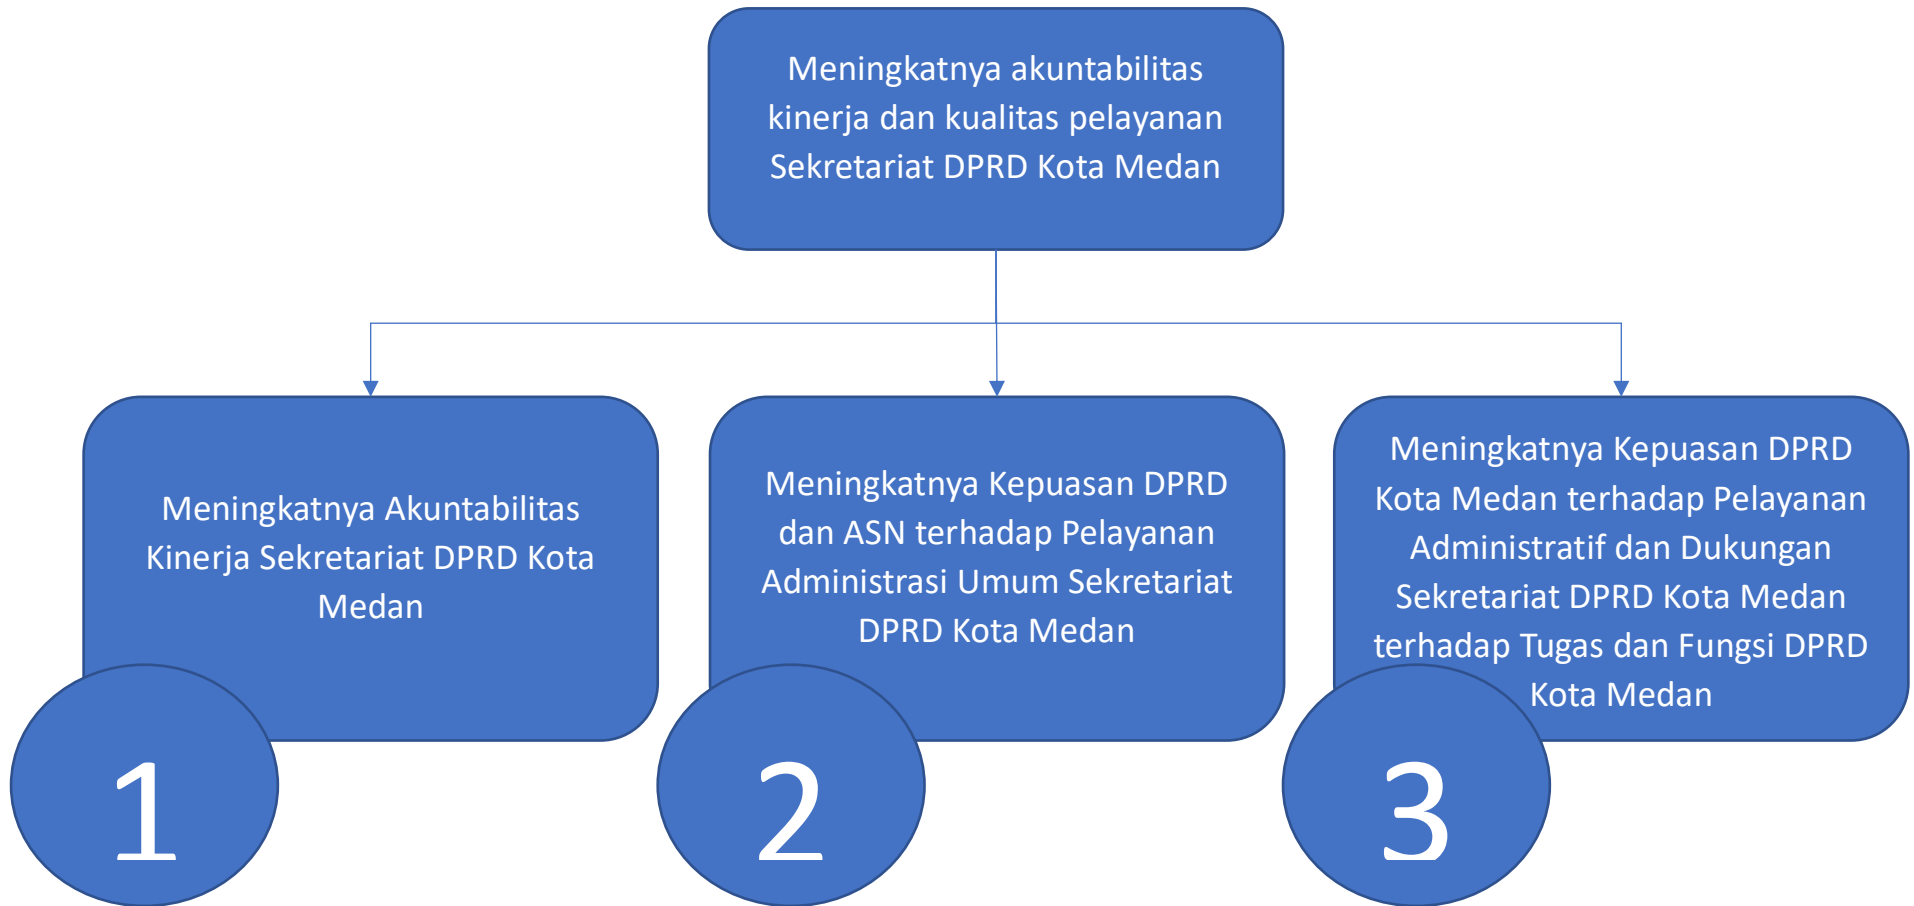 Meningkatnya akuntabilitas
kinerja dan kualitas pelayanan
Sekretariat DPRD Kota Medan
Meningkatnya Akuntabilitas
Kinerja Sekretariat DPRD Kota
Medan
1
Meningkatnya Kepuasan DPRD
dan ASN terhadap Pelayanan
Administrasi Umum Sekretariat
DPRD Kota Medan
2
Meningkatnya Kepuasan DPRD
Kota Medan terhadap Pelayanan
Administratif dan Dukungan
Sekretariat DPRD Kota Medan
terhadap Tugas dan Fungsi DPRD
Kota Medan
3